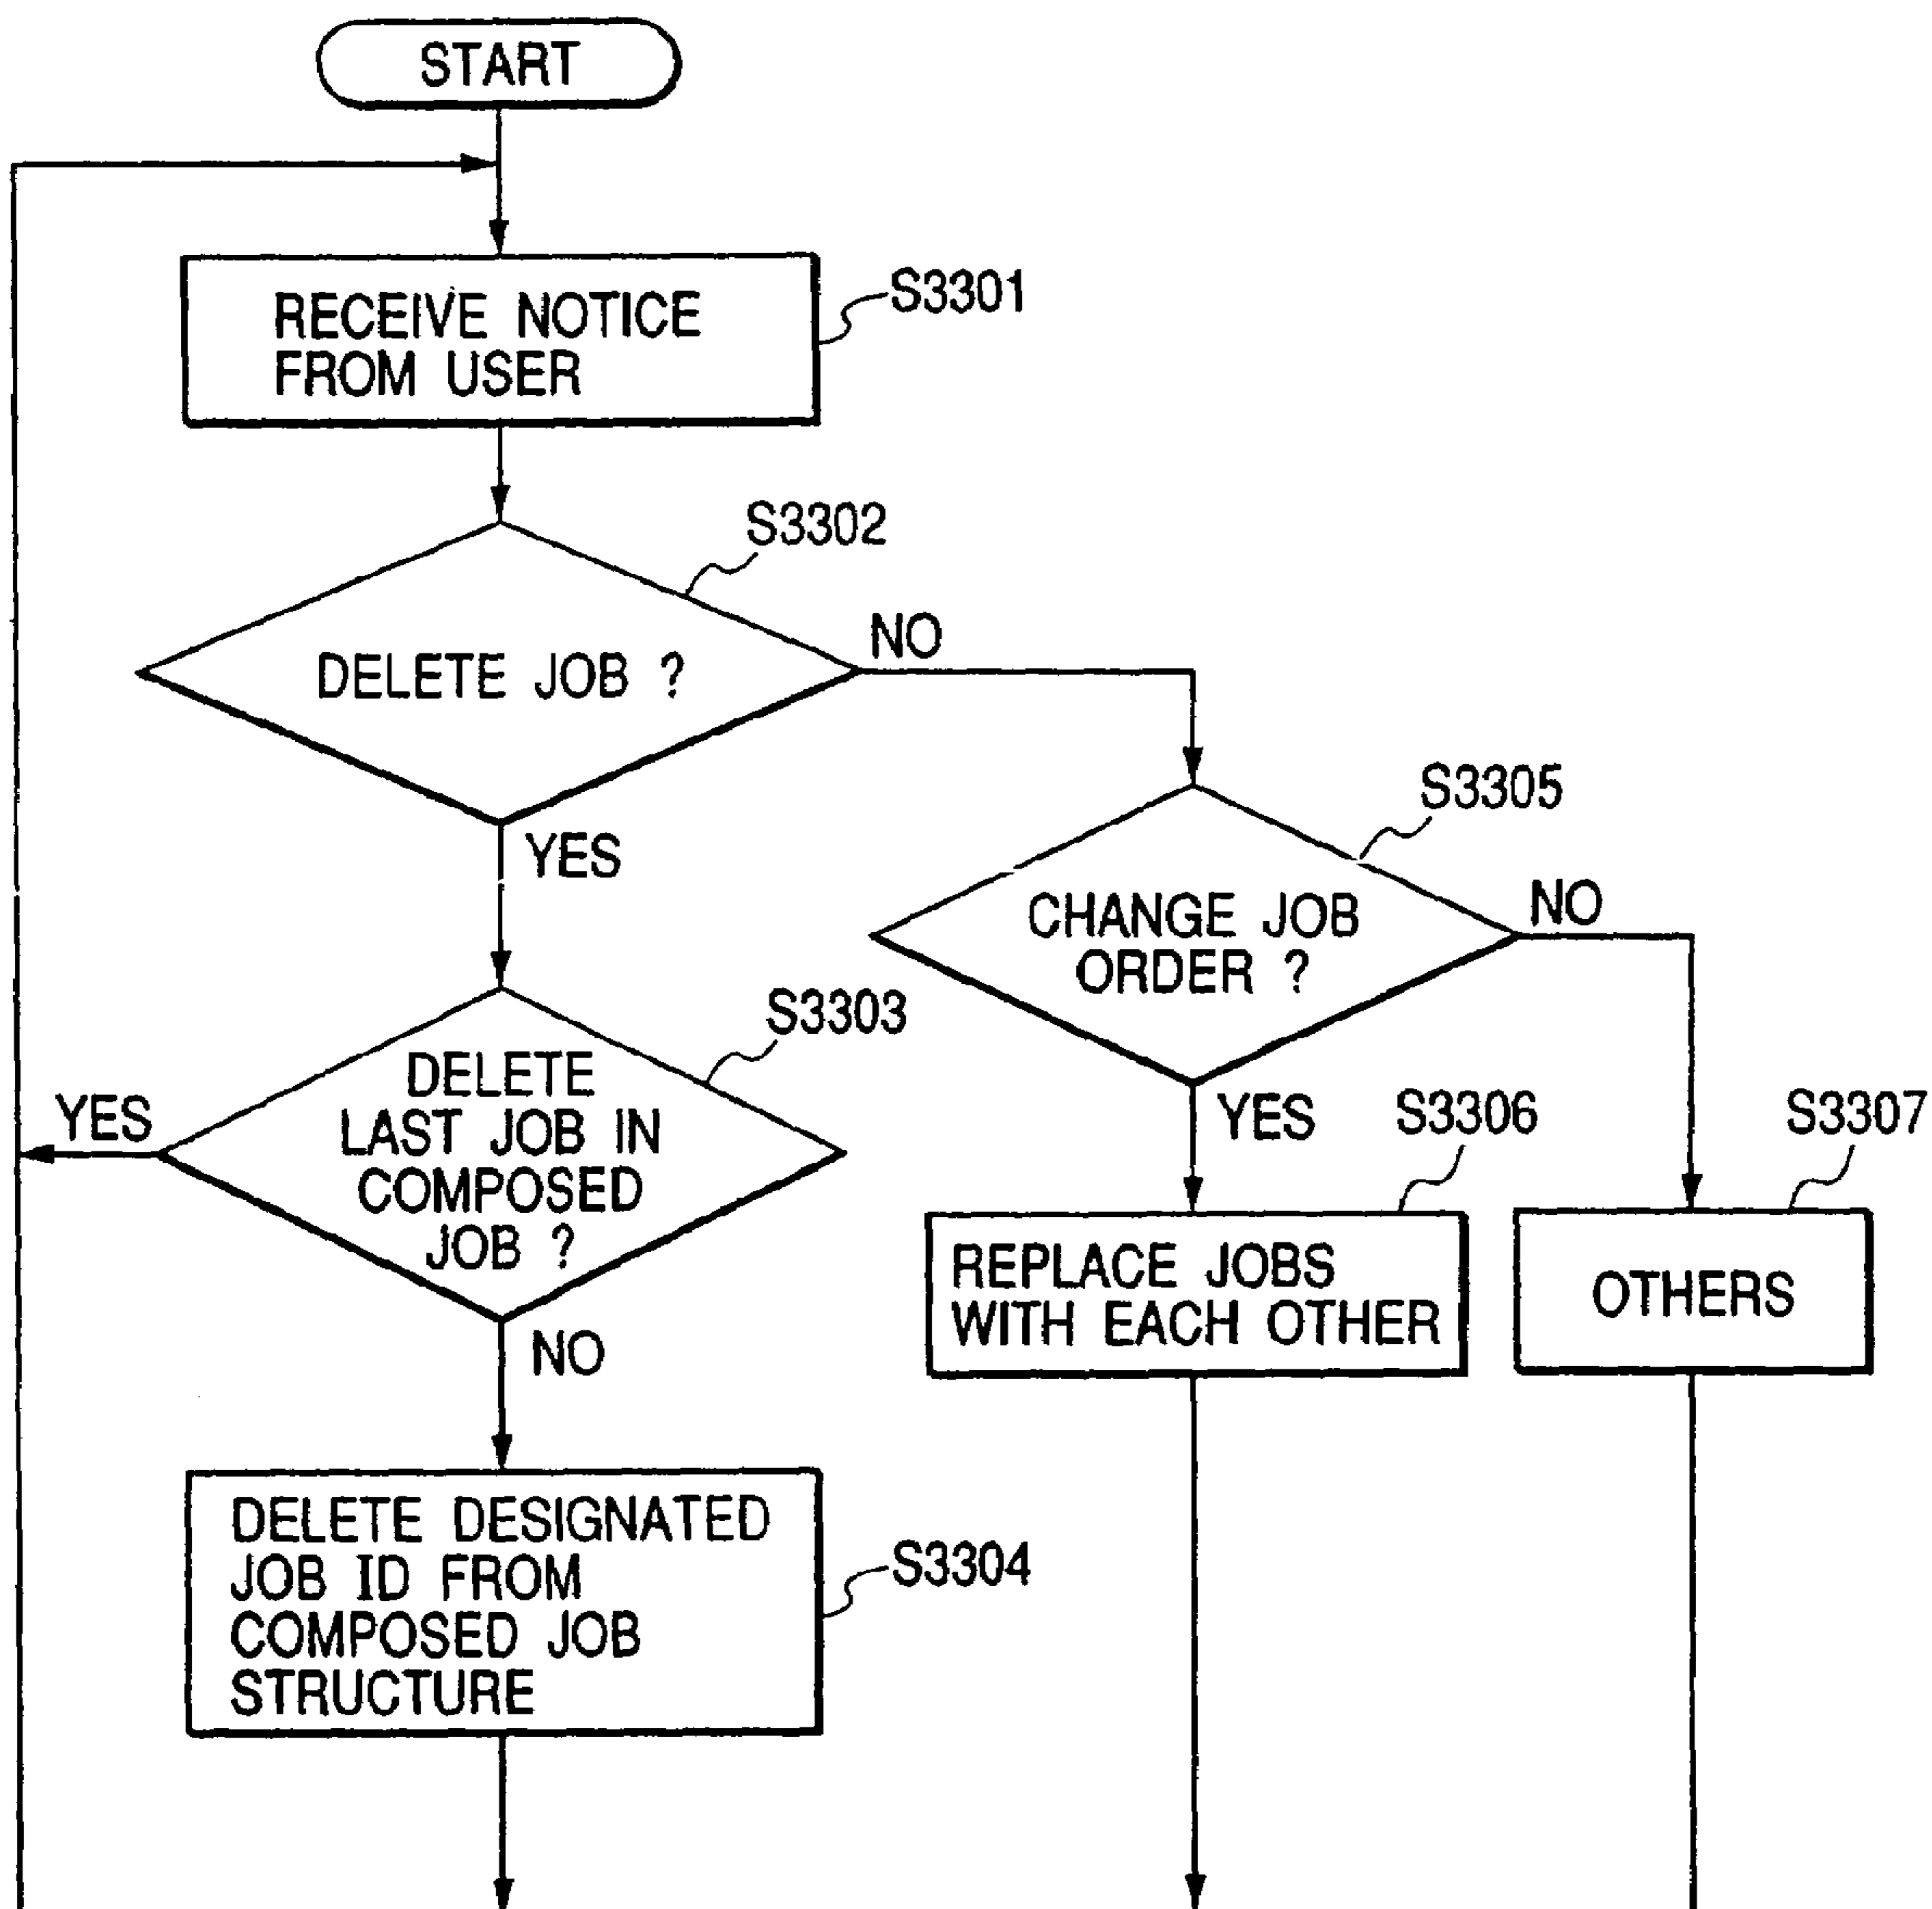 START
RECEIVE NOTICE
FROM USER
S3301
S3302
DELETE JOB ?
NO
YES
S3305
CHANGE JOB
ORDER ?
NO
YES
S3303
DELETE
LAST JOB IN
COMPOSED
JOB ?
YES
NO
S3306
REPLACE JOBS
WITH EACH OTHER
S3307
OTHERS
DELETE DESIGNATED
JOB ID FROM
COMPOSED JOB
STRUCTURE
S3304